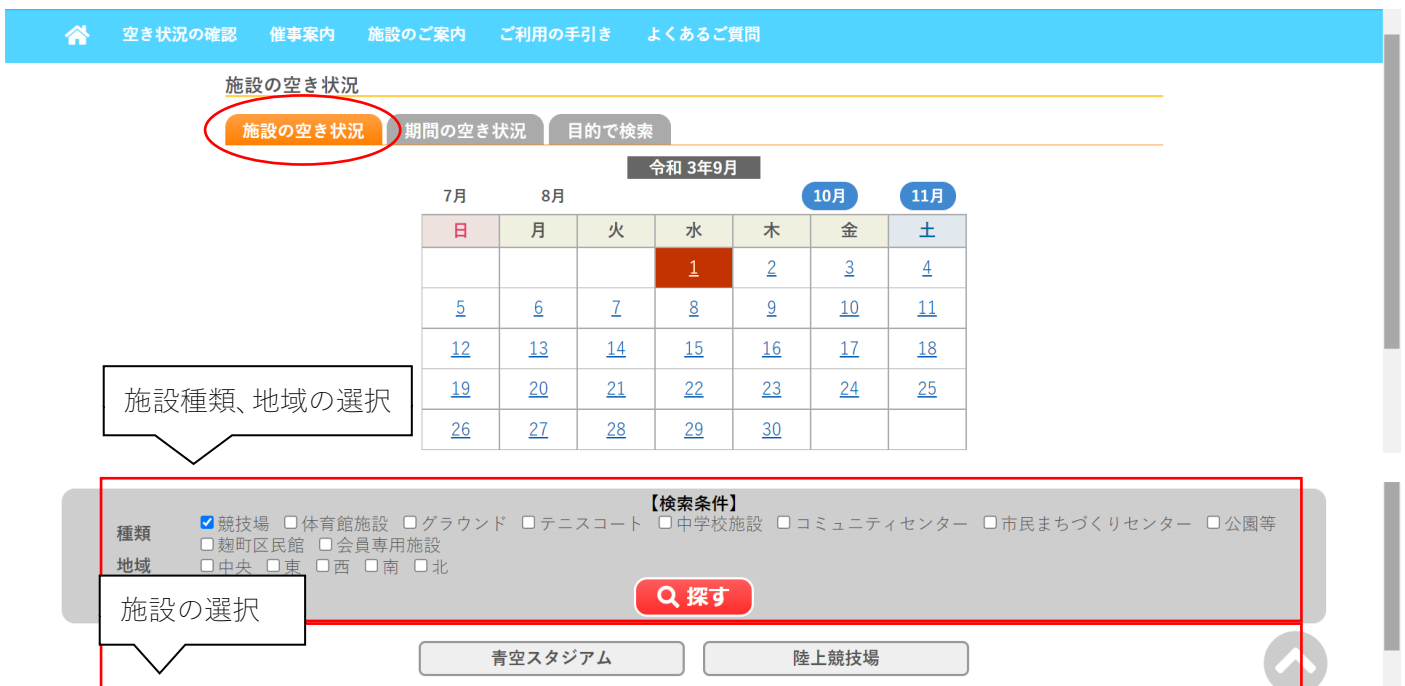 空き状況の確認 催事案内 施設のご案内 ご利用の手引き よくあるご質問
施設の空き状況
施設の空き状況 期間の空き状況 目的で検索
令和 3年9月
7月 8月 10月 11月
日 月 火 水 木 金 土
1 2 3 4
5 6 7 8 9 10 11
12 13 14 15 16 17 18
19 20 21 22 23 24 25
26 27 28 29 30
施設種類、地域の選択
【検索条件】
種類 競技場 体育館施設 グラウンド テニスコート 中学校施設 コミュニティセンター 市民まちづくりセンター 公園等
麹町区民館 会員専用施設
地域 中央 東 西 南 北
探す
施設の選択
青空スタジアム 陸上競技場